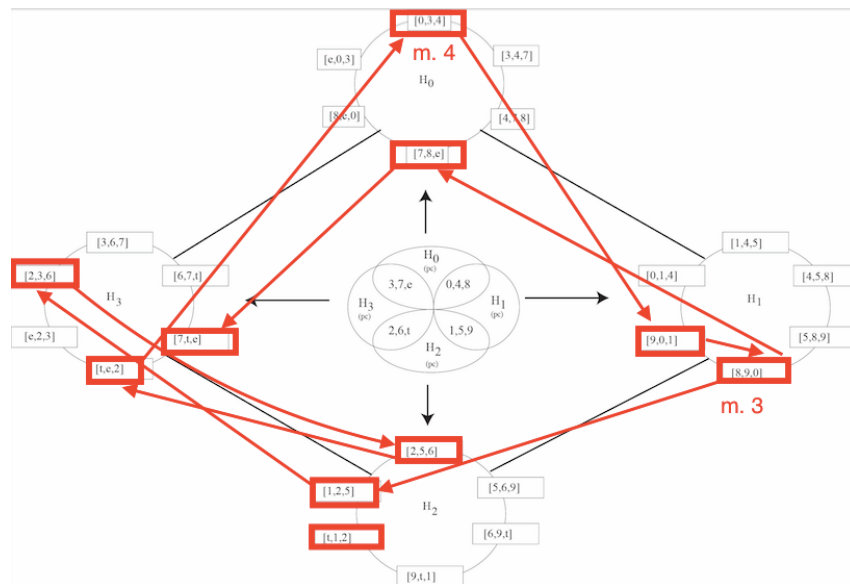 [0,3,4]
m. 4
[e,0,3]
[3,4,7]
H0
[8,e,0]
[4,7,8]
[7,8,e]
[3,6,7]
[2,3,6]
[6,7,t]
H3
[e,2,3]
[7,t,e]
[t,e,2]
H0
(pc)
3,7,e
0,4,8
H3
(pc)
H1
(pc)
2,6,t
1,5,9
H2
(pc)
[1,4,5]
[0,1,4]
[4,5,8]
H1
[9,0,1]
[5,8,9]
[8,9,0]
m. 3
[2,5,6]
[1,2,5]
[5,6,9]
H2
[t,1,2]
[6,9,t]
[9,t,1]